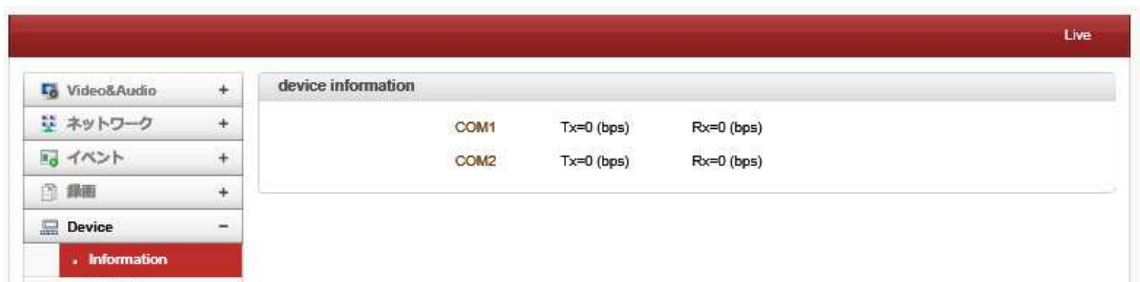 Live
Video&Audio +
ネットワーク +
イベント +
録画 +
Device −
Information
device information
COM1 Tx=0 (bps) Rx=0 (bps)
COM2 Tx=0 (bps) Rx=0 (bps)